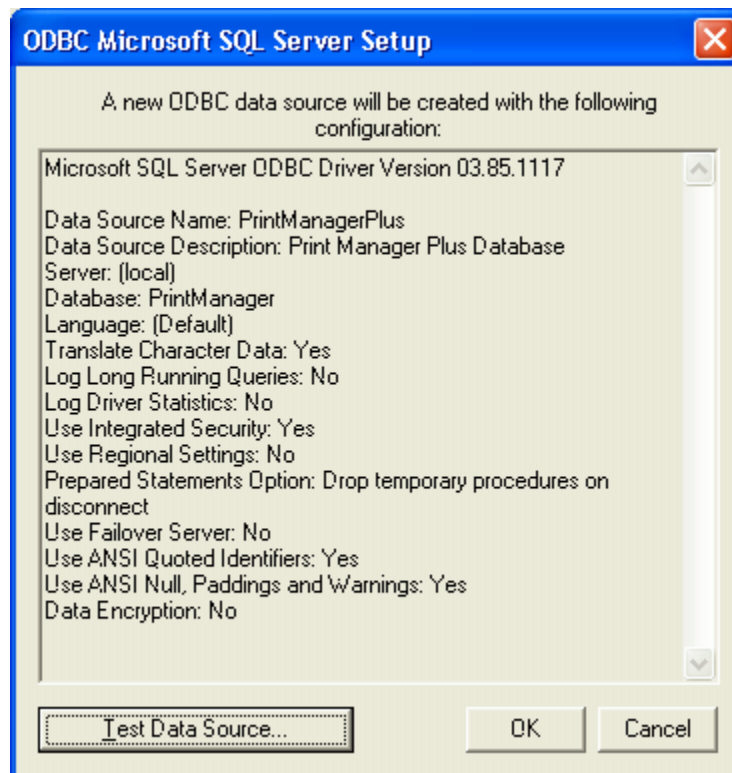 ODBC Microsoft SQL Server Setup
A new ODBC data source will be created with the following
configuration:
Microsoft SQL Server ODBC Driver Version 03.85.1117
Data Source Name: PrintManagerPlus
Data Source Description: Print Manager Plus Database
Server: (local)
Database: PrintManager
Language: (Default)
Translate Character Data: Yes
Log Long Running Queries: No
Log Driver Statistics: No
Use Integrated Security: Yes
Use Regional Settings: No
Prepared Statements Option: Drop temporary procedures on
disconnect
Use Failover Server: No
Use ANSI Quoted Identifiers: Yes
Use ANSI Null, Paddings and Warnings: Yes
Data Encryption: No
Test Data Source...
OK
Cancel